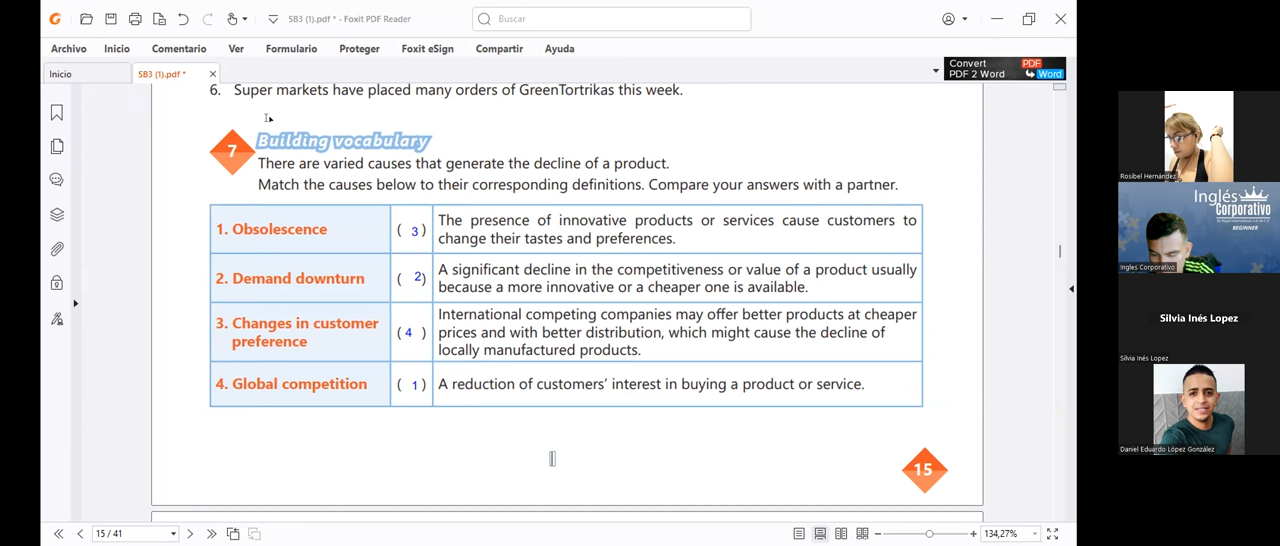 SB3 (1).pdf * - Foxit PDF Reader
Buscar
Archivo Inicio Comentario Ver Formulario Proteger Foxit eSign Compartir Ayuda
Inicio
SB3 (1).pdf *
Convert PDF
PDF 2 Word Word
6. Super markets have placed many orders of GreenTortrikas this week.
7 Building vocabulary
There are varied causes that generate the decline of a product.
Match the causes below to their corresponding definitions. Compare your answers with a partner.
1. Obsolescence ( 3 ) The presence of innovative products or services cause customers to
change their tastes and preferences.
2. Demand downturn ( 2 ) A significant decline in the competitiveness or value of a product usually
because a more innovative or a cheaper one is available.
3. Changes in customer
preference
( 4 ) International competing companies may offer better products at cheaper
prices and with better distribution, which might cause the decline of
locally manufactured products.
4. Global competition ( 1 ) A reduction of customers' interest in buying a product or service.
15
15 / 41
134,27%
Rosibel Hernández
Inglés
Corporativo
BEGINNER
Ingles Corporativo
Silvia Inés Lopez
Silvia Inés Lopez
Daniel Eduardo López González